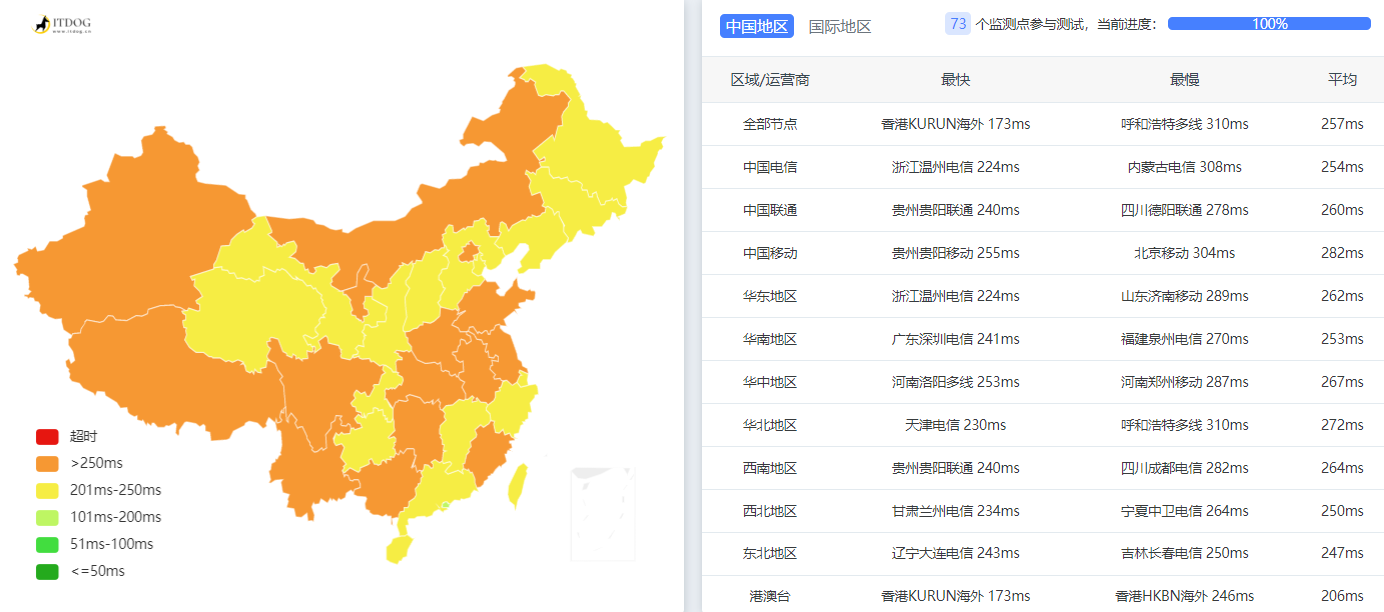 ITDOG
www.itdog.cn
超时
>250ms
201ms-250ms
101ms-200ms
51ms-100ms
<=50ms
中国地区 国际地区 73 个监测点参与测试，当前进度： 100%
区域/运营商 最快 最慢 平均
全部节点 香港KURUN海外 173ms 呼和浩特多线 310ms 257ms
中国电信 浙江温州电信 224ms 内蒙古电信 308ms 254ms
中国联通 贵州贵阳联通 240ms 四川德阳联通 278ms 260ms
中国移动 贵州贵阳移动 255ms 北京移动 304ms 282ms
华东地区 浙江温州电信 224ms 山东济南移动 289ms 262ms
华南地区 广东深圳电信 241ms 福建泉州电信 270ms 253ms
华中地区 河南洛阳多线 253ms 河南郑州移动 287ms 267ms
华北地区 天津电信 230ms 呼和浩特多线 310ms 272ms
西南地区 贵州贵阳联通 240ms 四川成都电信 282ms 264ms
西北地区 甘肃兰州电信 234ms 宁夏中卫电信 264ms 250ms
东北地区 辽宁大连电信 243ms 吉林长春电信 250ms 247ms
港澳台 香港KURUN海外 173ms 香港HKBN海外 246ms 206ms